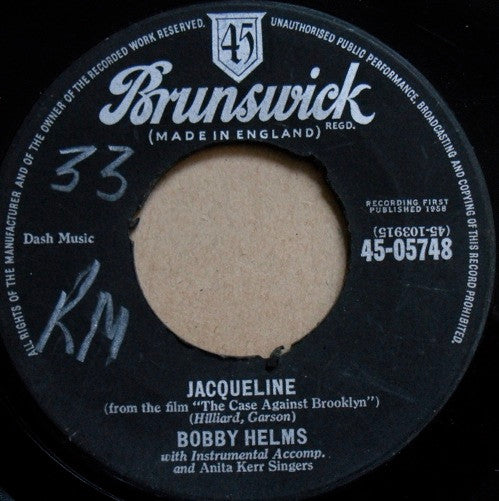 ALL RIGHTS OF THE MANUFACTURER AND OF THE OWNER OF THE RECORDED WORK RESERVED. UNAUTHORISED PUBLIC PERFORMANCE, BROADCASTING AND COPYING OF THIS RECORD PROHIBITED.
45
Brunswick
REGD.
(MADE IN ENGLAND)
33
RM
Dash Music
RECORDING FIRST
PUBLISHED 1958
(45-103915)
45-05748
JACQUELINE
(from the film "The Case Against Brooklyn")
(Hilliard, Garson)
BOBBY HELMS
with Instrumental Accomp.
and Anita Kerr Singers